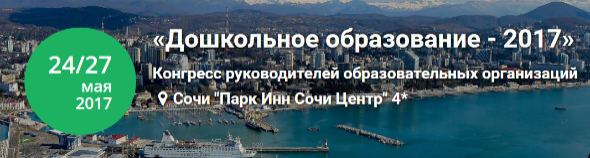 24/27
мая
2017
«Дошкольное образование - 2017»
Конгресс руководителей образовательных организаций
Сочи "Парк Инн Сочи Центр" 4*